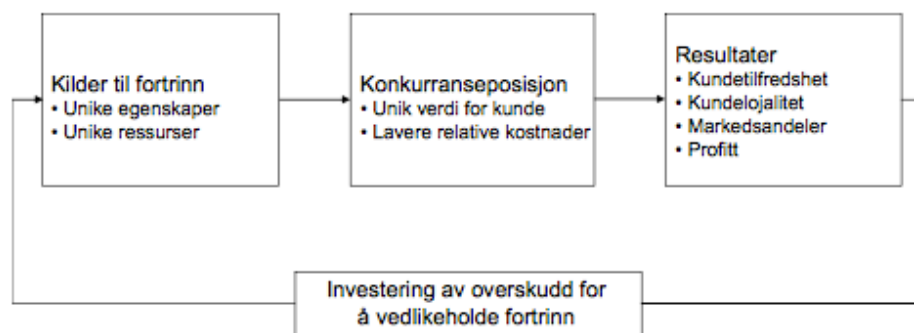 Kilder til fortrinn
• Unike egenskaper
• Unike ressurser
Konkurranseposisjon
• Unik verdi for kunde
• Lavere relative kostnader
Resultater
• Kundetilfredshet
• Kundelojalitet
• Markedsandeler
• Profitt
Investering av overskudd for
å vedlikeholde fortrinn